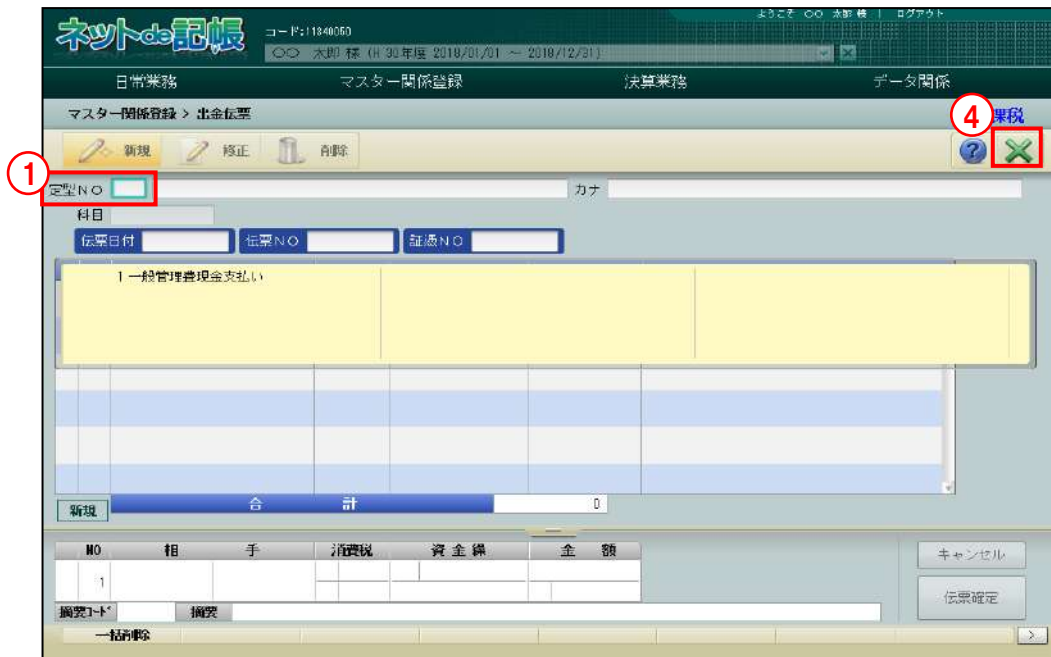 ようこそ 〇〇 太郎 様 | ログアウト
ネットde記帳
コード:11340050
〇〇 太郎 様 (H 30年度 2018/01/01 ～ 2018/12/31)
日常業務 マスター関係登録 決算業務 データ関係
マスター関係登録 > 出金伝票
④ 課税
新規 修正 削除 ?
①
定型NO カナ
科目
伝票日付 伝票NO 証憑NO
1 一般管理費現金支払い
新規 合 計 0
NO 相 手 消費税 資金繰 金 額
キャンセル
1
伝票確定
摘要コード 摘要
一括削除 >